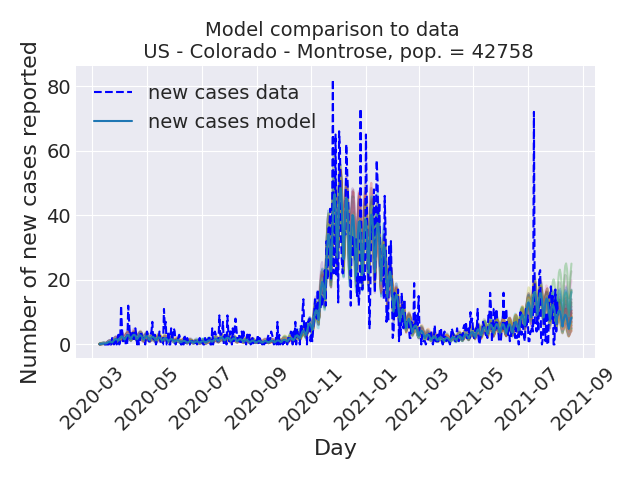 Model comparison to data
US - Colorado - Montrose, pop. = 42758
Number of new cases reported
80
60
40
20
0
new cases data
new cases model
2020-03
2020-05
2020-07
2020-09
2020-11
2021-01
2021-03
2021-05
2021-07
2021-09
Day